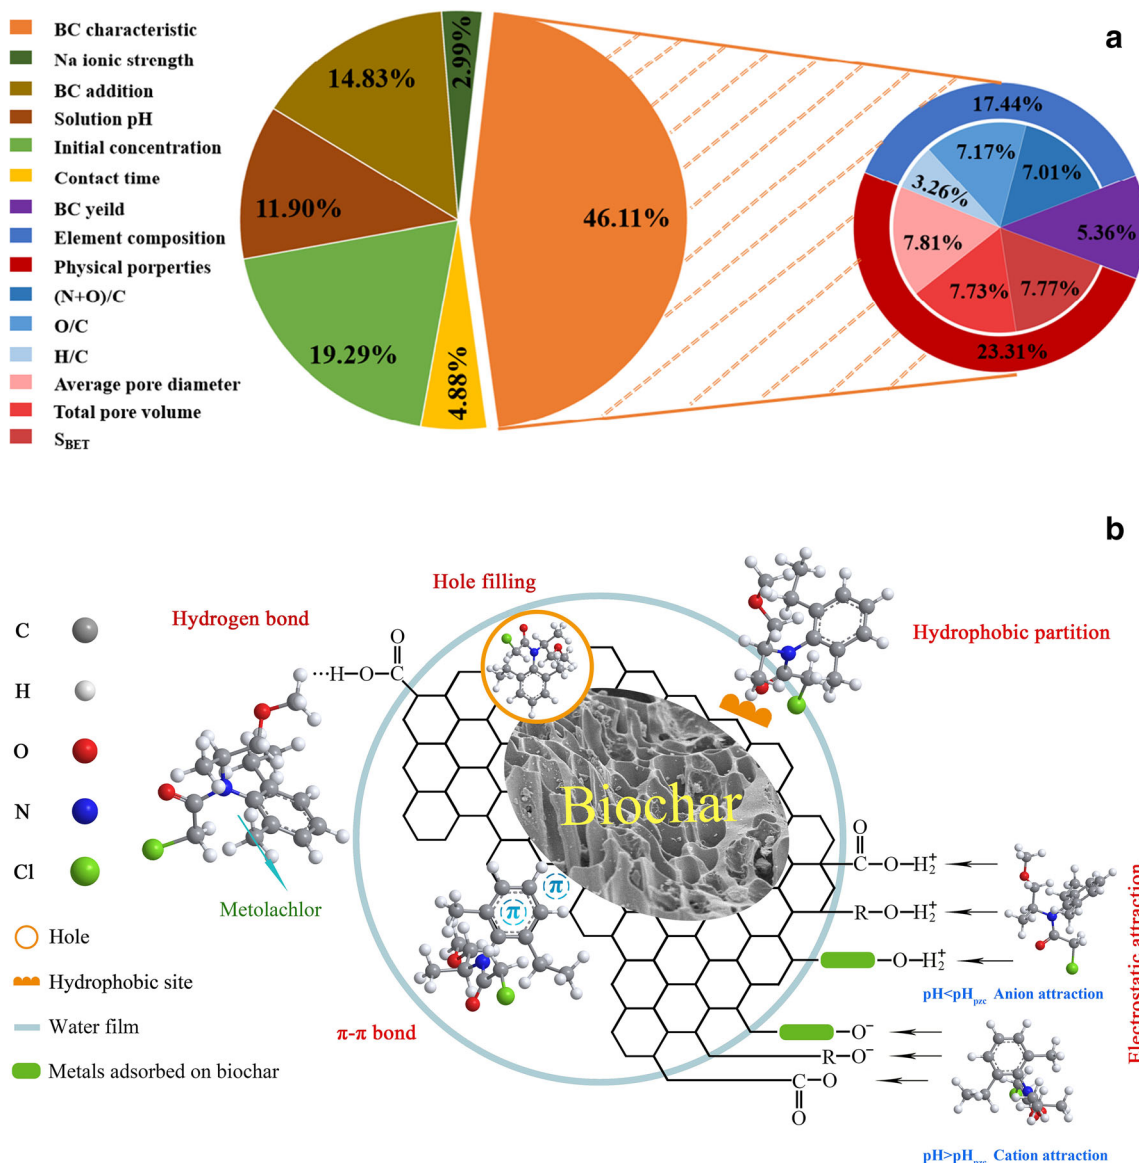 a
BC characteristic
Na ionic strength
BC addition
Solution pH
Initial concentration
Contact time
BC yeild
Element composition
Physical porperties
(N+O)/C
O/C
H/C
Average pore diameter
Total pore volume
S_BET
2.99%
14.83%
11.90%
46.11%
19.29%
4.88%
17.44%
7.17%
7.01%
3.26%
5.36%
7.81%
7.73%
7.77%
23.31%
b
Hole filling
Hydrogen bond
Hydrophobic partition
C
H
O
N
Cl
O
C
H–O
Biochar
Metolachlor
π
π
π-π bond
Hole
Hydrophobic site
Water film
Metals adsorbed on biochar
C–O–H₂⁺
O
R–O–H₂⁺
O–H₂⁺
pH<pH_pzc Anion attraction
Electrostatic attraction
O⁻
R–O⁻
C–O
O
pH>pH_pzc Cation attraction